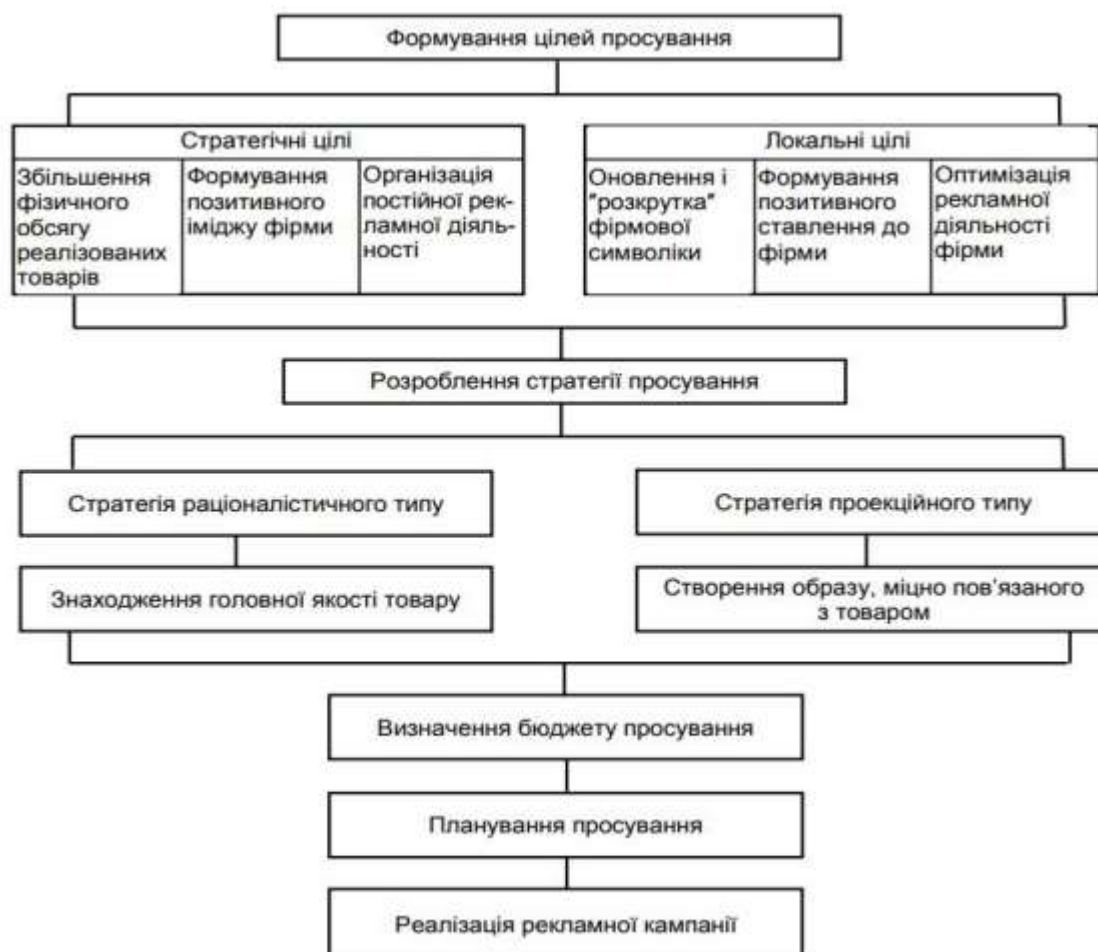 Формування цілей просування
Стратегічні цілі
Збільшення
фізичного
обсягу
реалізованих
товарів
Формування
позитивного
іміджу фірми
Організація
постійної рек-
ламної діяль-
ності
Локальні цілі
Оновлення і
"розкрутка"
фірмової
символіки
Формування
позитивного
ставлення до
фірми
Оптимізація
рекламної
діяльності
фірми
Розроблення стратегії просування
Стратегія раціоналістичного типу
Стратегія проекційного типу
Знаходження головної якості товару
Створення образу, міцно пов’язаного
з товаром
Визначення бюджету просування
Планування просування
Реалізація рекламної кампанії